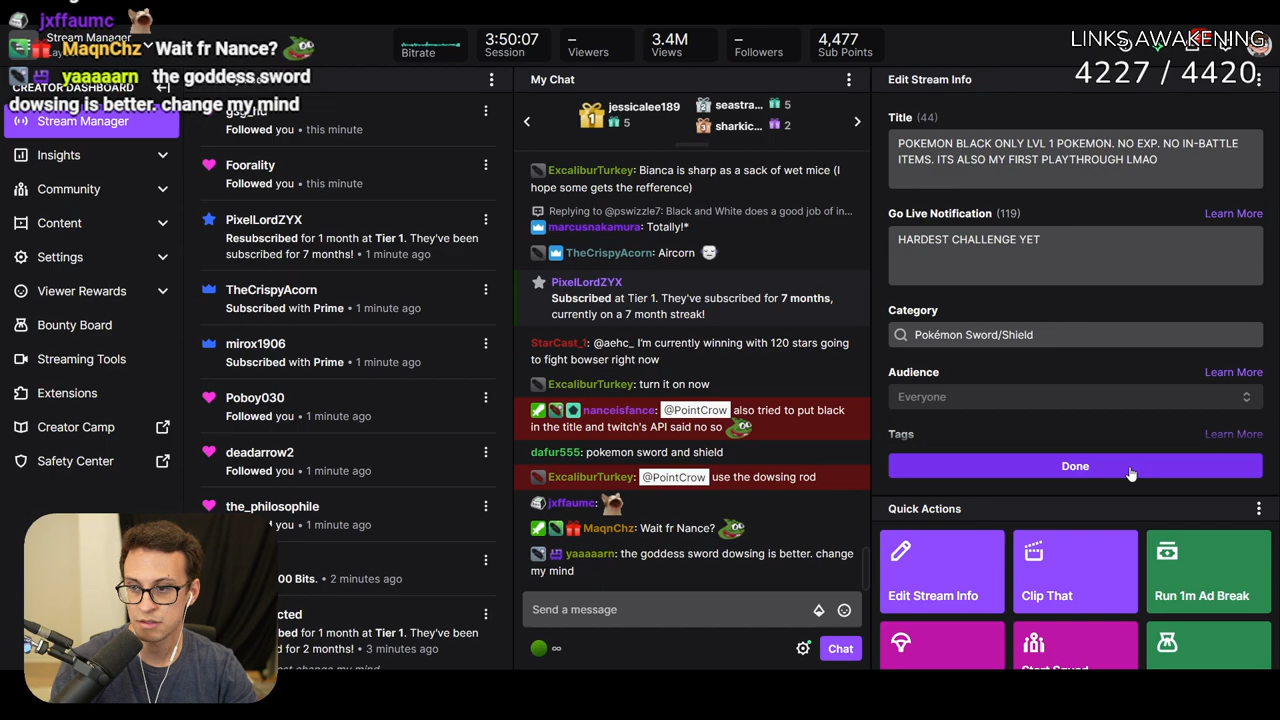 jxffaumc
MaqnChz Wait fr Nance?
yaaaaarn the goddess sword
dowsing is better. change my mind
Stream Manager
CREATOR DASHBOARD
Stream Manager
Insights
Community
Content
Settings
Viewer Rewards
Bounty Board
Streaming Tools
Extensions
Creator Camp
Safety Center
Bitrate
3:50:07
Session
–
Viewers
3.4M
Views
–
Followers
4,477
Sub Points
LINKS AWAKENING
4227 / 4420
Followed you • this minute
Foorality
Followed you • this minute
PixelLordZYX
Resubscribed for 1 month at Tier 1. They've been
subscribed for 7 months! • 1 minute ago
TheCrispyAcorn
Subscribed with Prime • 1 minute ago
mirox1906
Subscribed with Prime • 1 minute ago
Poboy030
Followed you • 1 minute ago
deadarrow2
Followed you • 1 minute ago
the_philosophile
you • 1 minute ago
00 Bits. • 2 minutes ago
cted
bed for 1 month at Tier 1. They've been
d for 2 months! • 3 minutes ago
st change my mind
My Chat
1 jessicalee189
5
2 seastra... 5
3 sharkic... 2
ExcaliburTurkey: Bianca is sharp as a sack of wet mice (I
hope some gets the refference)
Replying to @pswizzle7: Black and White does a good job of in...
marcusnakamura: Totally!*
TheCrispyAcorn: Aircorn
PixelLordZYX
Subscribed at Tier 1. They've subscribed for 7 months,
currently on a 7 month streak!
StarCast_1: @aehc_ I'm currently winning with 120 stars going
to fight bowser right now
ExcaliburTurkey: turn it on now
nanceisfance: @PointCrow also tried to put black
in the title and twitch's API said no so
dafur555: pokemon sword and shield
ExcaliburTurkey: @PointCrow use the dowsing rod
jxffaumc:
MaqnChz: Wait fr Nance?
yaaaaarn: the goddess sword dowsing is better. change
my mind
Send a message
∞
Chat
Edit Stream Info
Title (44)
POKEMON BLACK ONLY LVL 1 POKEMON. NO EXP. NO IN-BATTLE
ITEMS. ITS ALSO MY FIRST PLAYTHROUGH LMAO
Go Live Notification (119) Learn More
HARDEST CHALLENGE YET
Category
Pokémon Sword/Shield
Audience Learn More
Everyone
Tags Learn More
Done
Quick Actions
Edit Stream Info
Clip That
Run 1m Ad Break